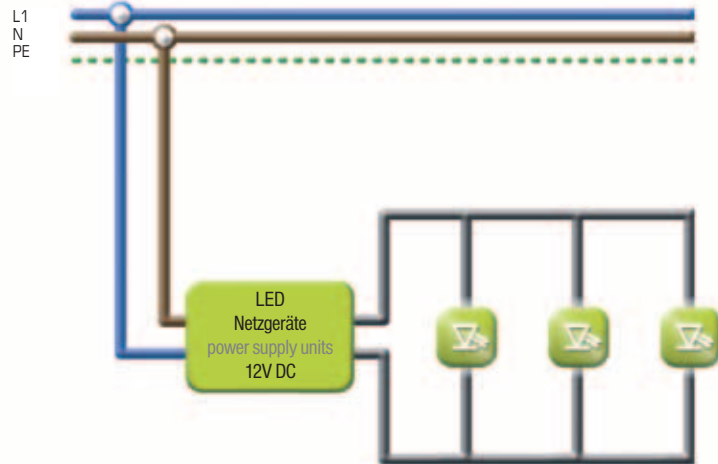 L1
N
PE
LED
Netzgeräte
power supply units
12V DC